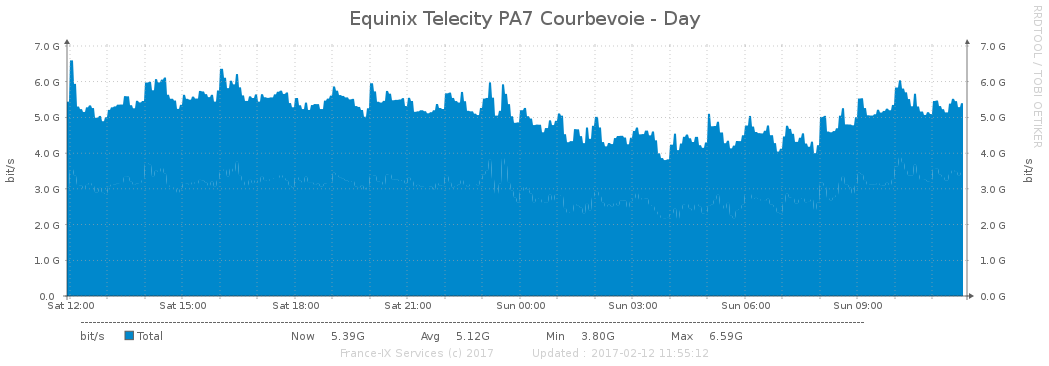 Equinix Telecity PA7 Courbevoie - Day
RRDTOOL / TOBI OETIKER
bit/s
7.0 G 7.0 G
6.0 G 6.0 G
5.0 G 5.0 G
4.0 G 4.0 G
3.0 G 3.0 G
2.0 G 2.0 G
1.0 G 1.0 G
0.0 0.0 G
bit/s
Sat 12:00 Sat 15:00 Sat 18:00 Sat 21:00 Sun 00:00 Sun 03:00 Sun 06:00 Sun 09:00
bit/s Total Now 5.39G Avg 5.12G Min 3.80G Max 6.59G
France-IX Services (c) 2017 Updated : 2017-02-12 11:55:12